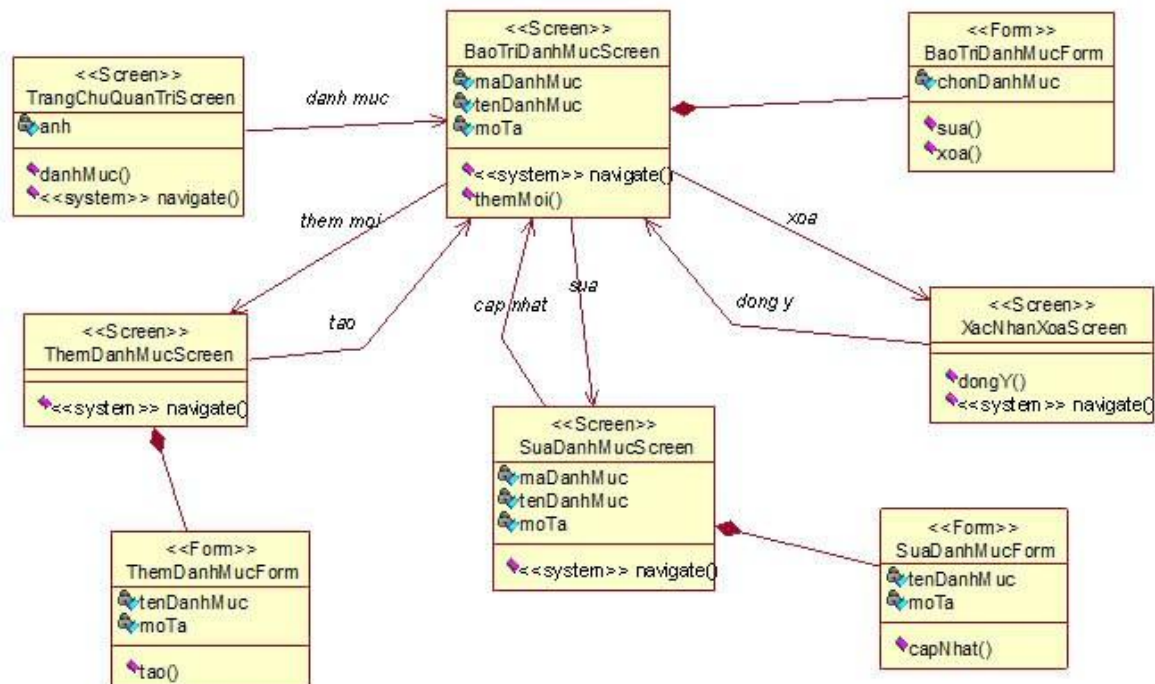 <<Screen>>
TrangChuQuanTriScreen
anh
danhMuc()
<<system>> navigate()
danh muc
<<Screen>>
BaoTriDanhMucScreen
maDanhMuc
tenDanhMuc
moTa
<<system>> navigate()
themMoi()
<<Form>>
BaoTriDanhMucForm
chonDanhMuc
sua()
xoa()
them moi
tao
cap nhat
sua
xoa
dong y
<<Screen>>
ThemDanhMucScreen
<<system>> navigate()
<<Screen>>
XacNhanXoaScreen
dongY()
<<system>> navigate()
<<Screen>>
SuaDanhMucScreen
maDanhMuc
tenDanhMuc
moTa
<<system>> navigate()
<<Form>>
ThemDanhMucForm
tenDanhMuc
moTa
tao()
<<Form>>
SuaDanhMucForm
tenDanhMuc
moTa
capNhat()